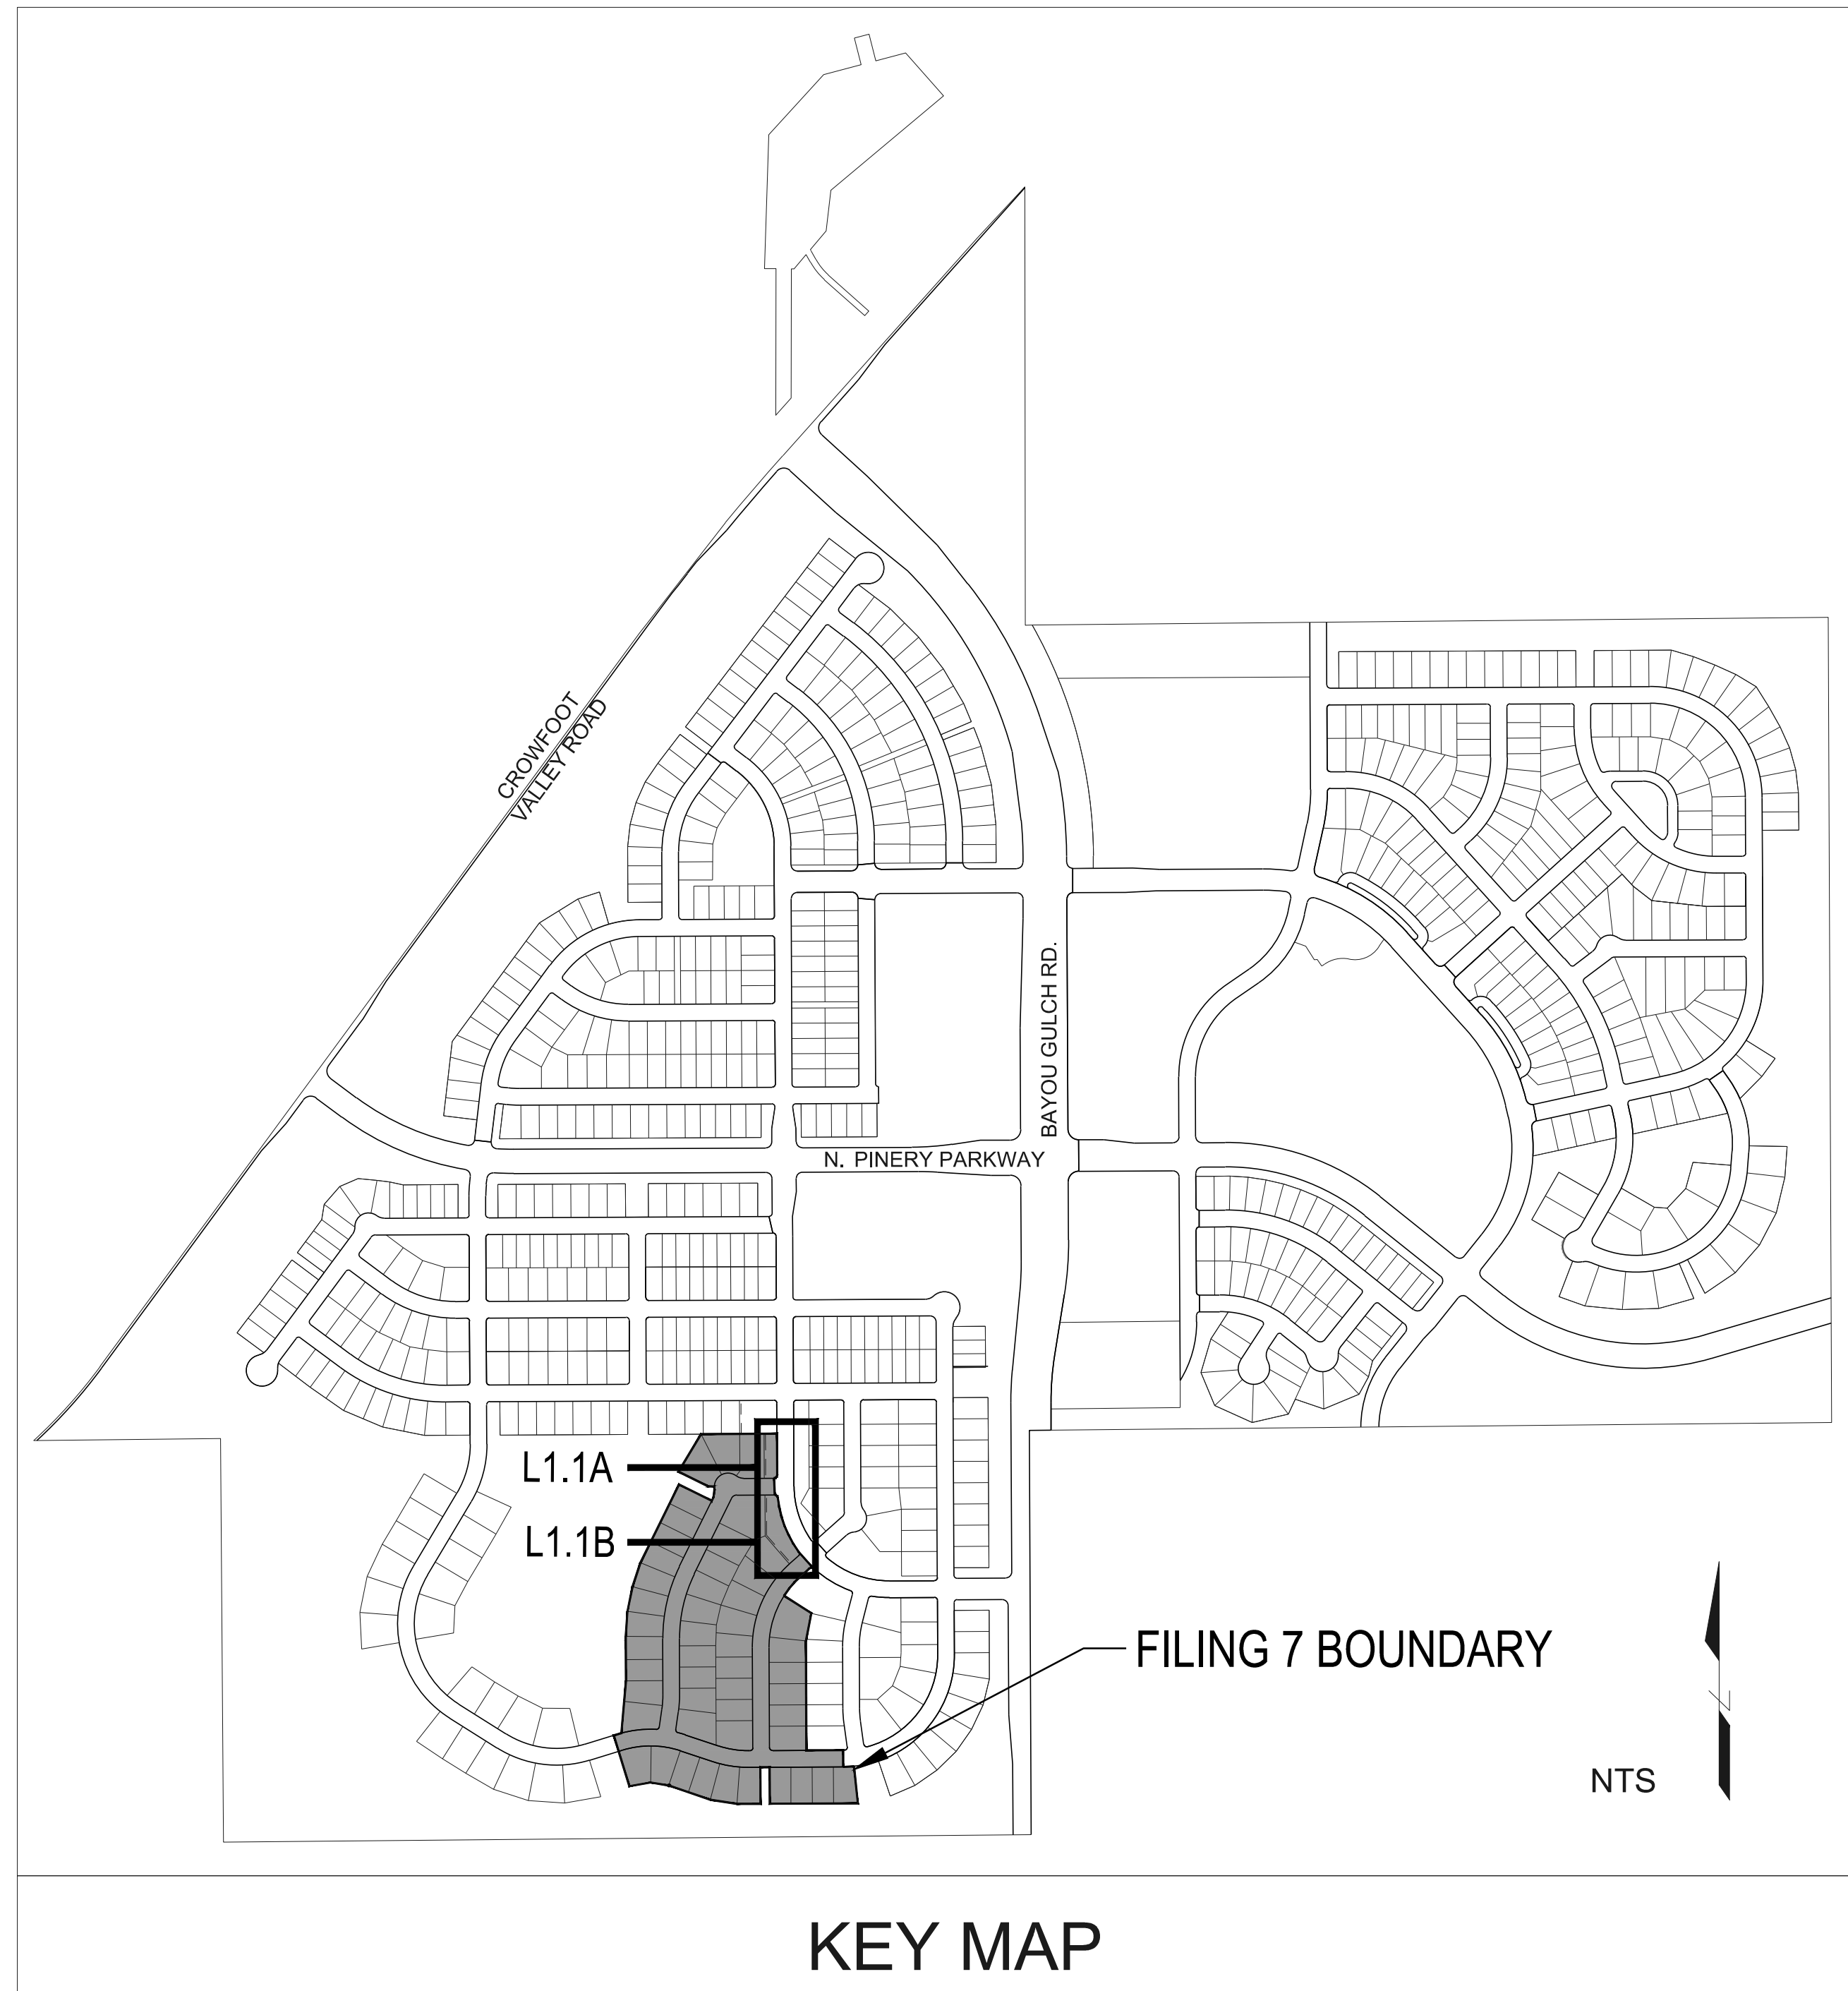 CROWFOOT
VALLEY ROAD
BAYOU GULCH RD.
N. PINERY PARKWAY
L1.1A
L1.1B
FILING 7 BOUNDARY
N
NTS
KEY MAP